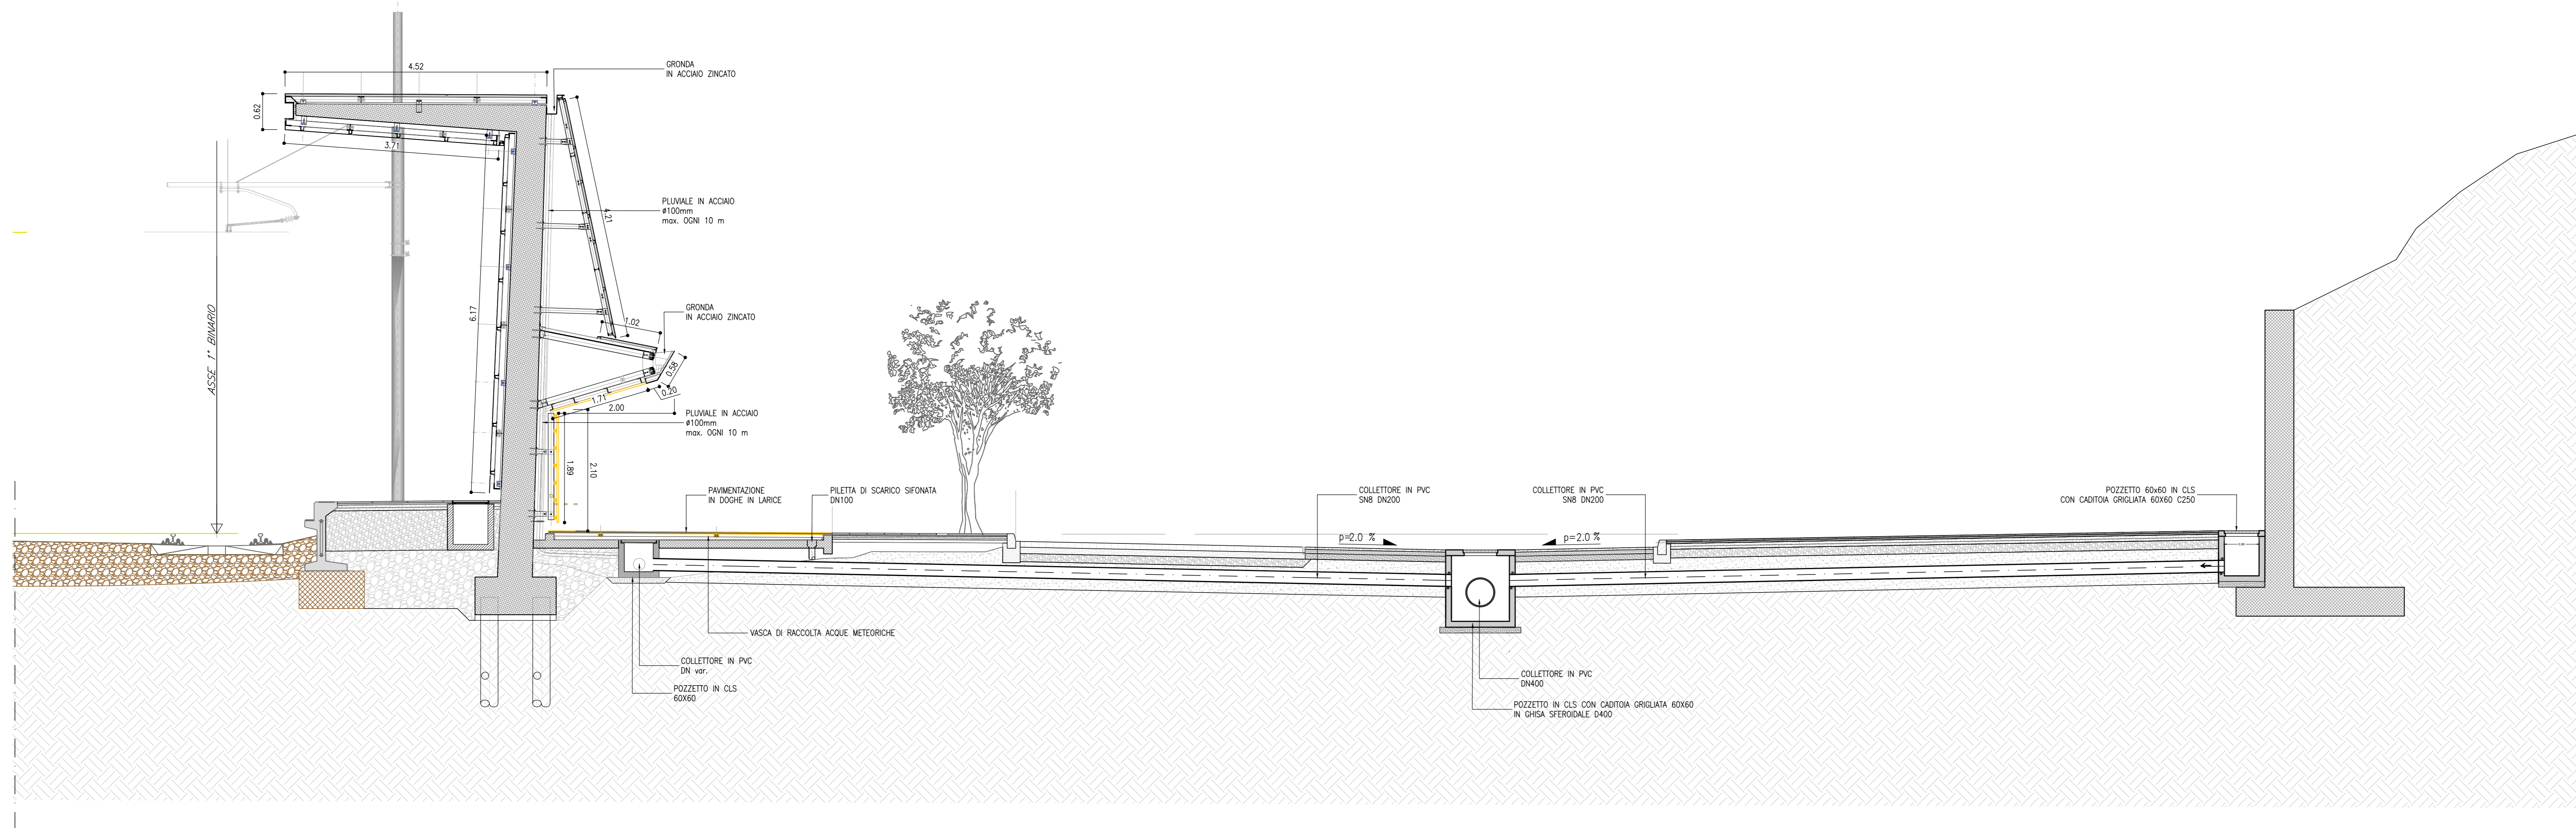 4.52
GRONDA
IN ACCIAIO ZINCATO
0.62
3.71
PLUVIALE IN ACCIAIO
ø100mm
max. OGNI 10 m
4.21
ASSE 1° BINARIO
6.17
GRONDA
IN ACCIAIO ZINCATO
1.02
0.58
0.20
1.71
2.00
PLUVIALE IN ACCIAIO
ø100mm
max. OGNI 10 m
1.89
2.10
PAVIMENTAZIONE
IN DOGHE IN LARICE
PILETTA DI SCARICO SIFONATA
DN100
COLLETTORE IN PVC
SN8 DN200
COLLETTORE IN PVC
SN8 DN200
POZZETTO 60x60 IN CLS
CON CADITOIA GRIGLIATA 60X60 C250
p=2.0 %
p=2.0 %
VASCA DI RACCOLTA ACQUE METEORICHE
COLLETTORE IN PVC
DN var.
POZZETTO IN CLS
60X60
COLLETTORE IN PVC
DN400
POZZETTO IN CLS CON CADITOIA GRIGLIATA 60X60
IN GHISA SFEROIDALE D400